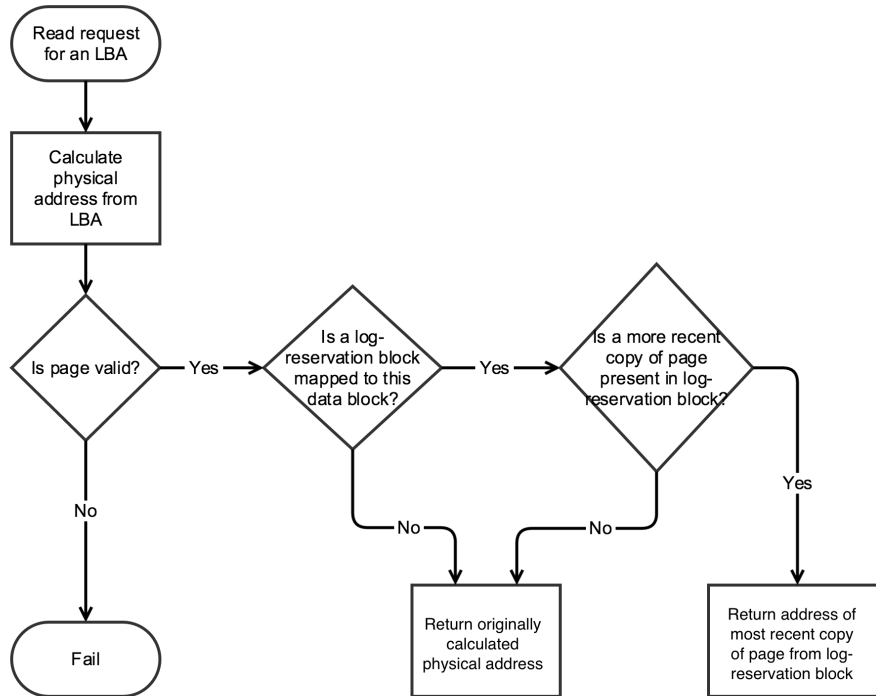 Read request
for an LBA
Calculate
physical
address from
LBA
Is page valid?
Yes
Is a log-
reservation block
mapped to this
data block?
Yes
Is a more recent
copy of page
present in log-
reservation block?
Yes
No
No
No
Fail
Return originally
calculated
physical address
Return address of
most recent copy
of page from log-
reservation block